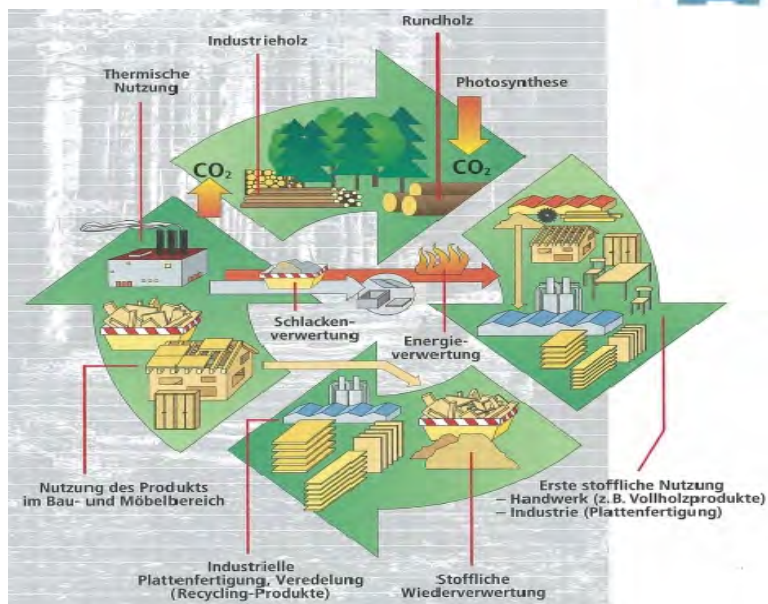 Rundholz
Industrieholz
Thermische
Nutzung
Photosynthese
CO₂
CO₂
Schlacken-
verwertung
Energie-
verwertung
Nutzung des Produkts
im Bau- und Möbelbereich
Erste stoffliche Nutzung
– Handwerk (z.B. Vollholzprodukte)
– Industrie (Plattenfertigung)
Industrielle
Plattenfertigung, Veredelung
(Recycling-Produkte)
Stoffliche
Wiederverwertung